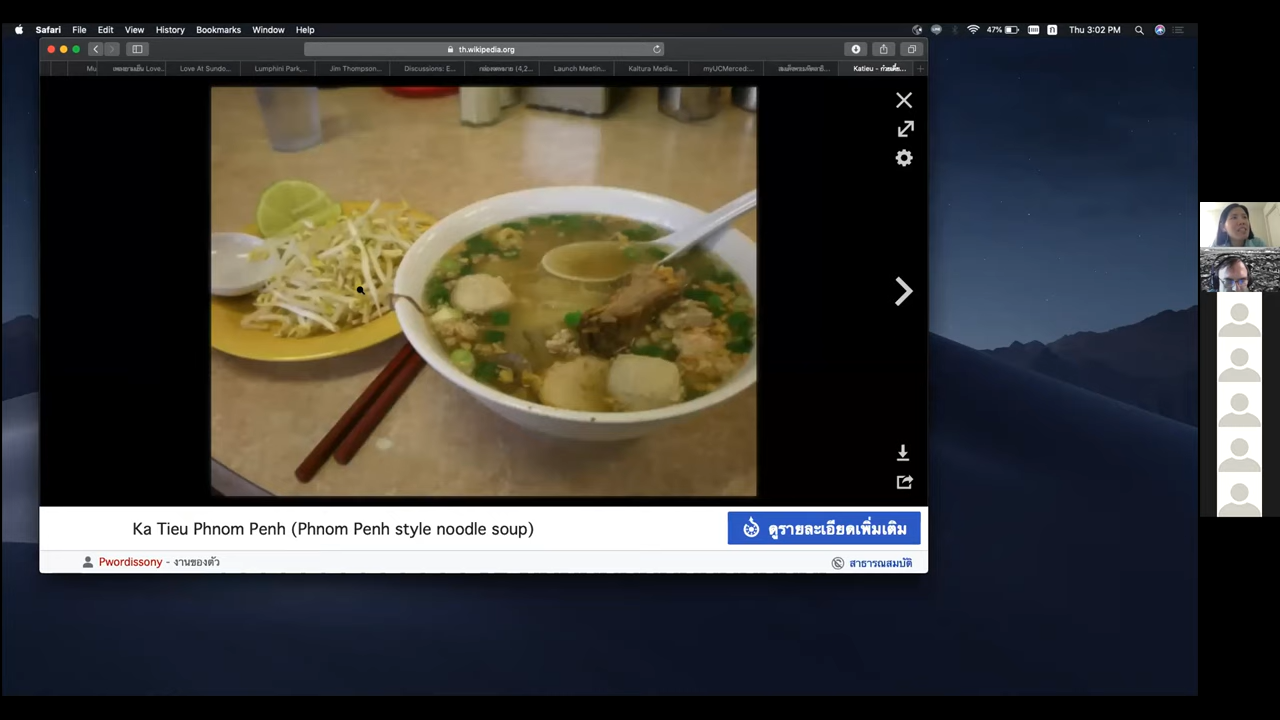 Safari File Edit View History Bookmarks Window Help 47% Thu 3:02 PM
th.wikipedia.org
Mu Love... Love At Sundo... Lumphini Park,... Jim Thompson... Discussions: E... Launch Meetin... Kaltura Media... myUCMerced:... Katieu -
Ka Tieu Phnom Penh (Phnom Penh style noodle soup)
ดูรายละเอียดเพิ่มเติม
Pwordissony - งานของตัว
สาธารณสมบัติ